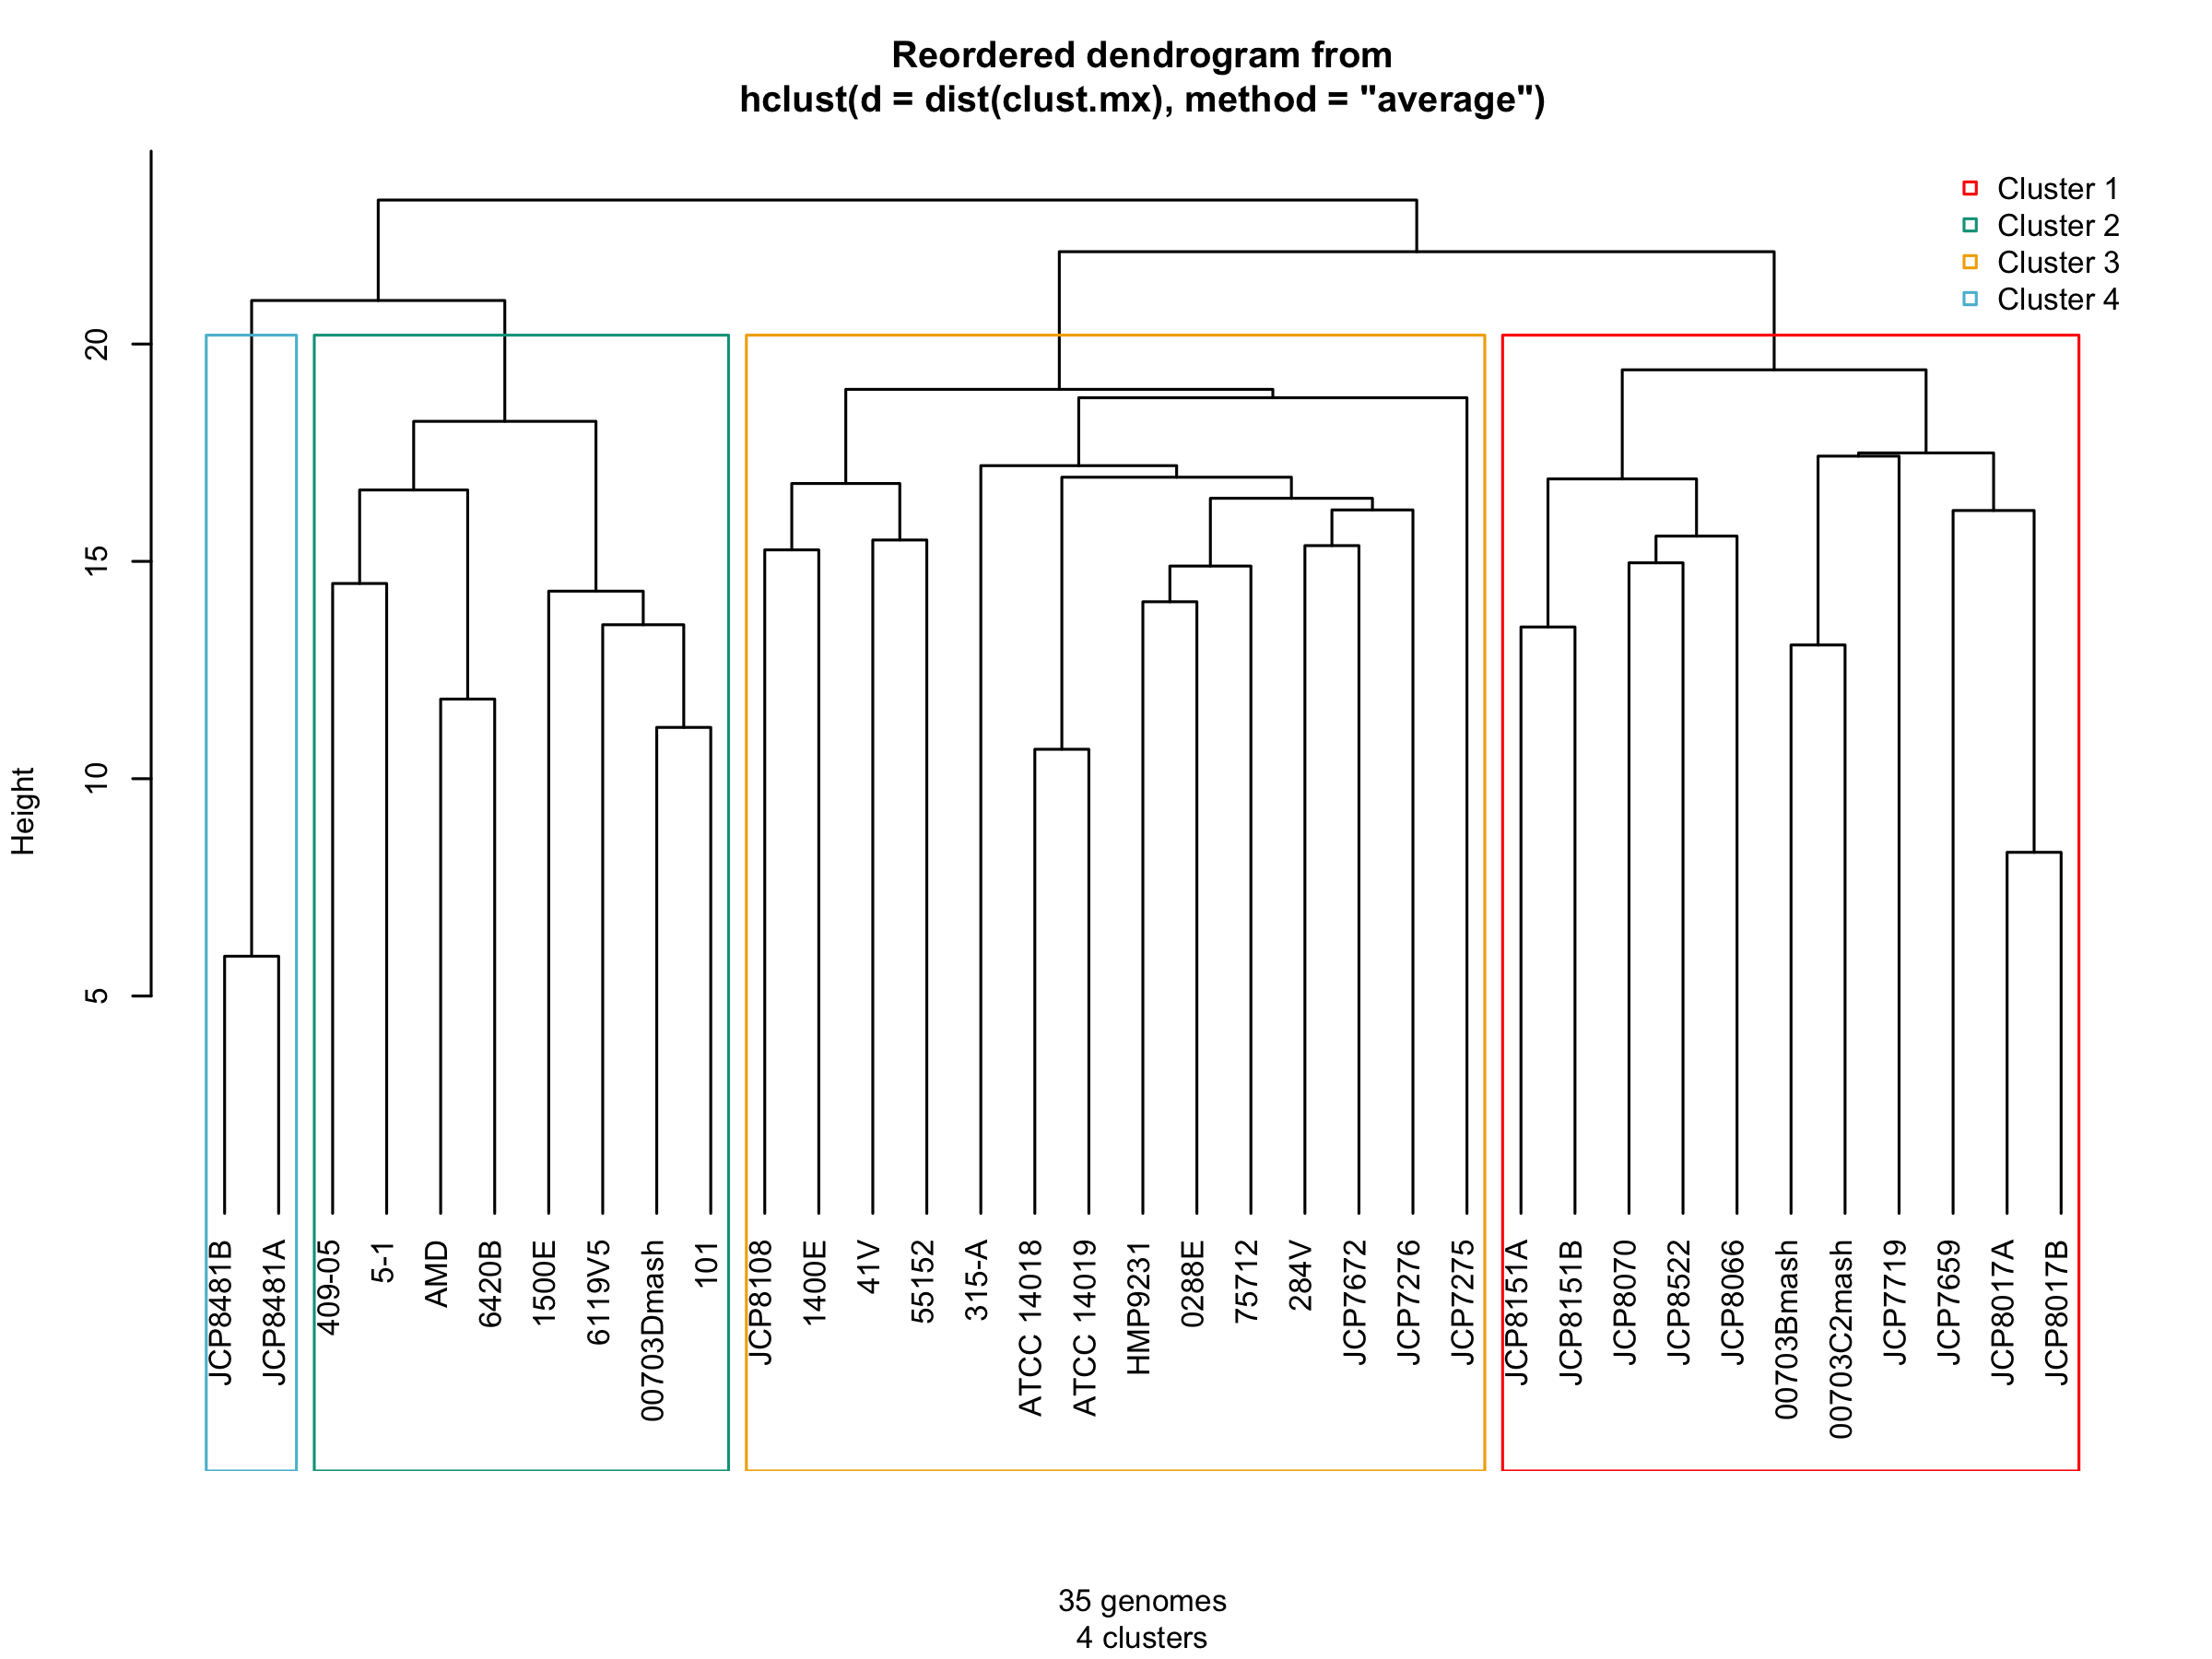 Reordered dendrogram from
hclust(d = dist(clust.mx), method = "average")
Cluster 1
Cluster 2
Cluster 3
Cluster 4
Height
20
15
10
5
JCP8481B
JCP8481A
409-05
5-1
AMD
6420B
1500E
6119V5
00703Dmash
101
JCP8108
1400E
41V
55152
315-A
ATCC 14018
ATCC 14019
HMP9231
0288E
75712
284V
JCP7672
JCP7276
JCP7275
JCP8151A
JCP8151B
JCP8070
JCP8522
JCP8066
00703Bmash
00703C2mash
JCP7719
JCP7659
JCP8017A
JCP8017B
35 genomes
4 clusters